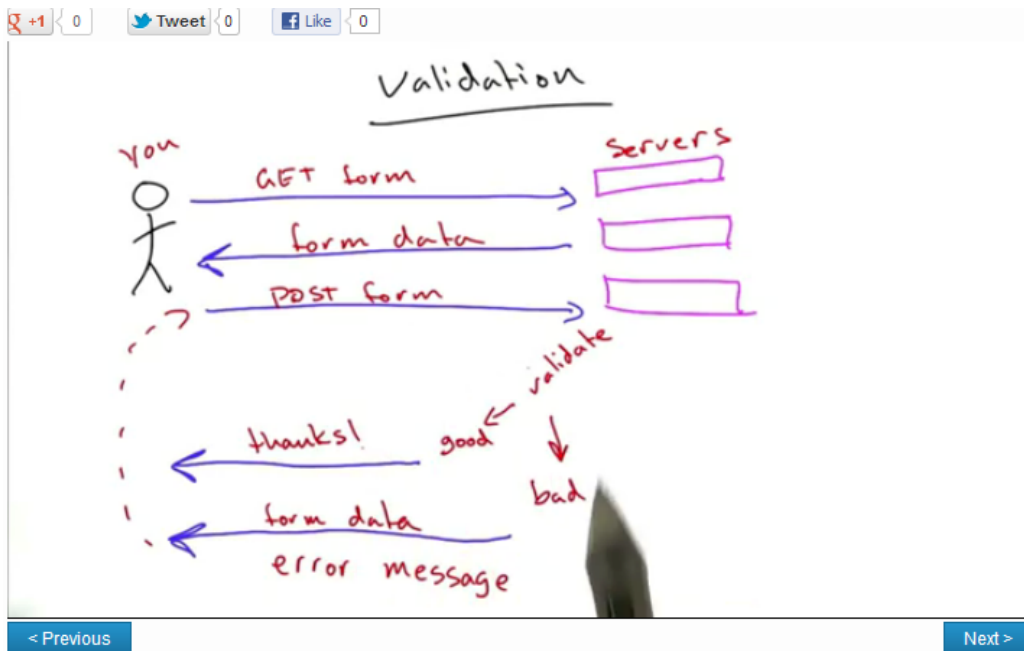 +1 0 Tweet 0 Like 0
Validation
you
Servers
GET form
form data
POST form
validate
thanks!
good
bad
form data
error message
< Previous
Next >